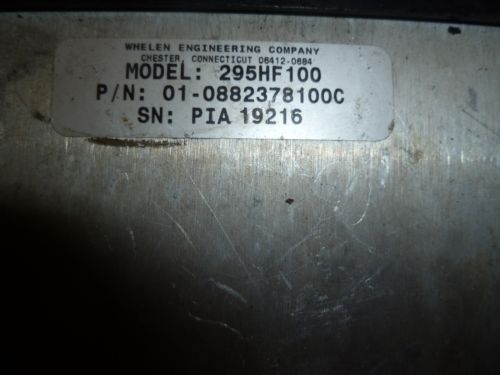 WHELEN ENGINEERING COMPANY
CHESTER, CONNECTICUT 06412-0684
MODEL: 295HF100
P/N: 01-0882378100C
SN: PIA 19216